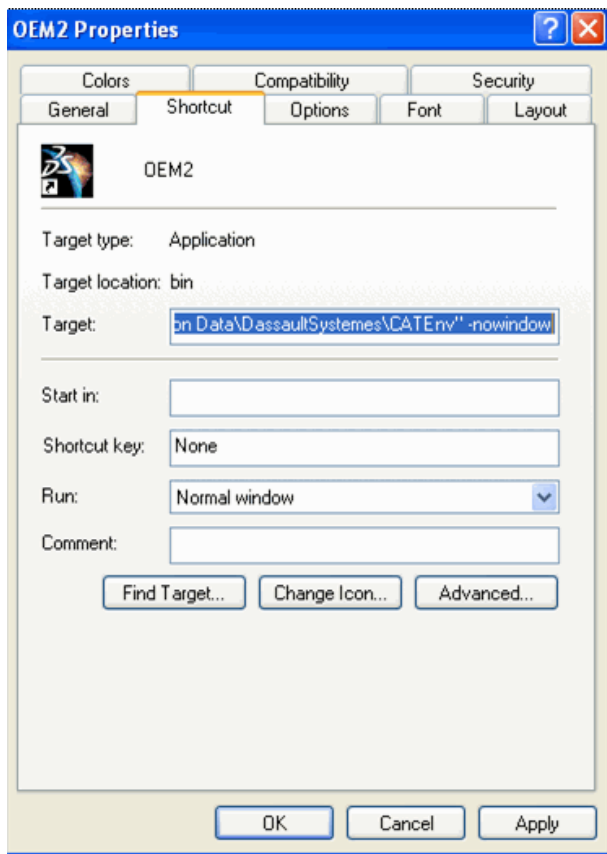 OEM2 Properties
Colors Compatibility Security
General Shortcut Options Font Layout
OEM2
Target type: Application
Target location: bin
Target: on Data\DassaultSystemes\CATEnv" -nowindow
Start in:
Shortcut key: None
Run: Normal window
Comment:
Find Target... Change Icon... Advanced...
OK Cancel Apply